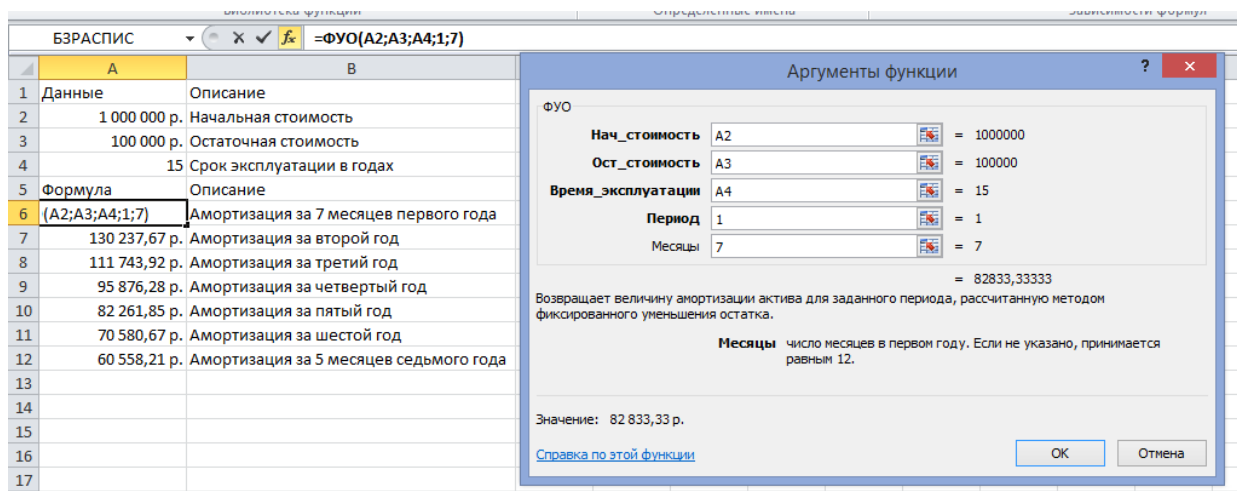 Библиотека функции Определенные имена Зависимости формул
БЗРАСПИС =ФУО(A2;A3;A4;1;7)
A B
1 Данные Описание
2 1 000 000 р. Начальная стоимость
3 100 000 р. Остаточная стоимость
4 15 Срок эксплуатации в годах
5 Формула Описание
6 (A2;A3;A4;1;7) Амортизация за 7 месяцев первого года
7 130 237,67 р. Амортизация за второй год
8 111 743,92 р. Амортизация за третий год
9 95 876,28 р. Амортизация за четвертый год
10 82 261,85 р. Амортизация за пятый год
11 70 580,67 р. Амортизация за шестой год
12 60 558,21 р. Амортизация за 5 месяцев седьмого года
13
14
15
16
17
Аргументы функции ? ×
ФУО
Нач_стоимость A2 = 1000000
Ост_стоимость A3 = 100000
Время_эксплуатации A4 = 15
Период 1 = 1
Месяцы 7 = 7
= 82833,33333
Возвращает величину амортизации актива для заданного периода, рассчитанную методом
фиксированного уменьшения остатка.
Месяцы число месяцев в первом году. Если не указано, принимается
равным 12.
Значение: 82 833,33 р.
Справка по этой функции
ОК Отмена